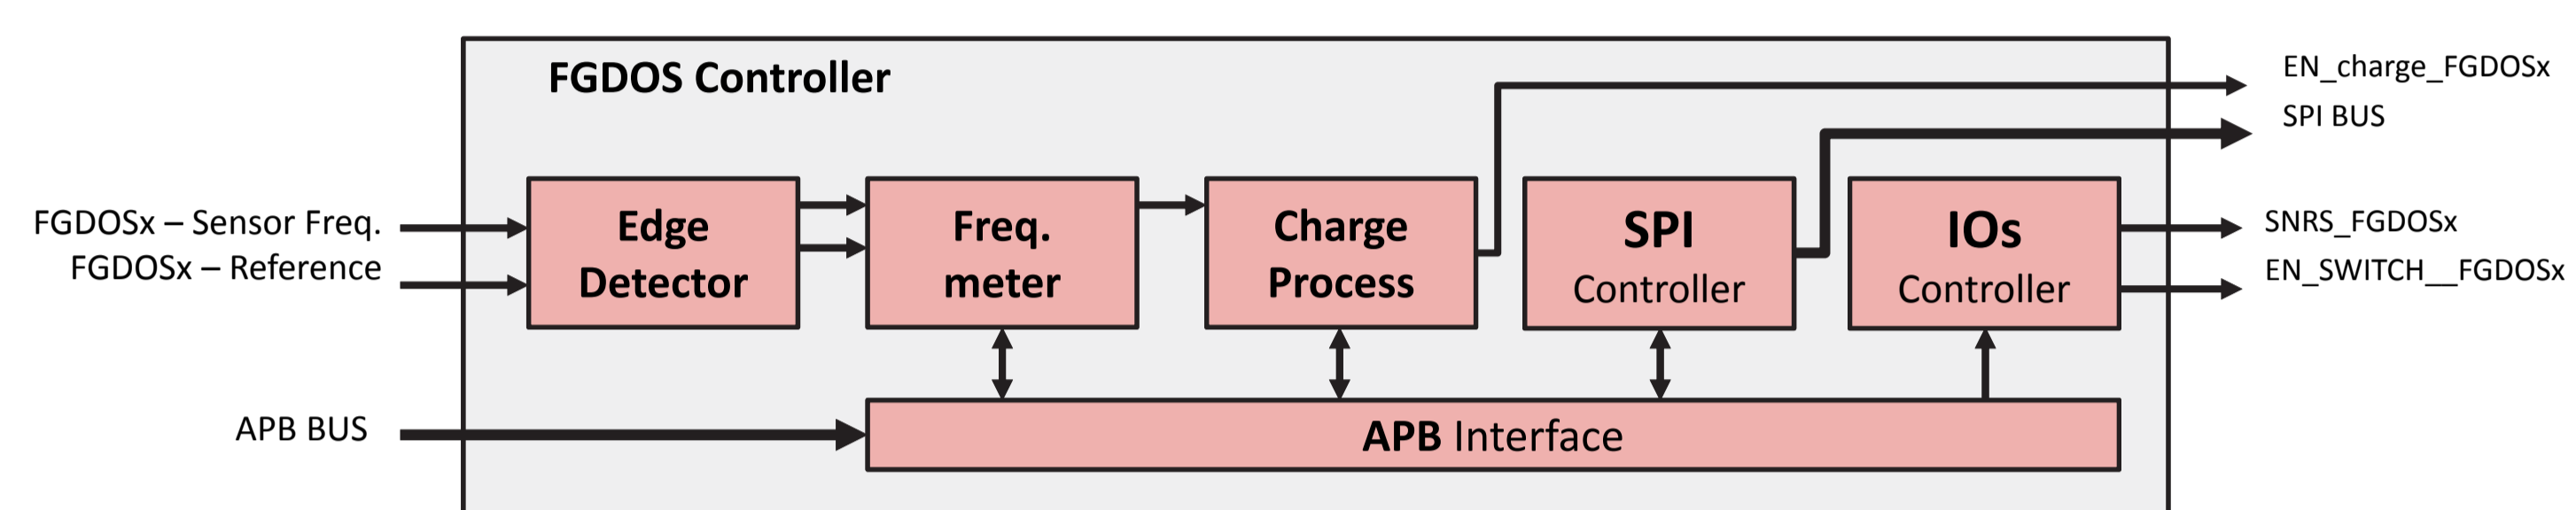 FGDOS Controller
EN_charge_FGDOSx
SPI BUS
FGDOSx – Sensor Freq.
FGDOSx – Reference
Edge
Detector
Freq.
meter
Charge
Process
SPI
Controller
IOs
Controller
SNRS_FGDOSx
EN_SWITCH__FGDOSx
APB BUS
APB Interface